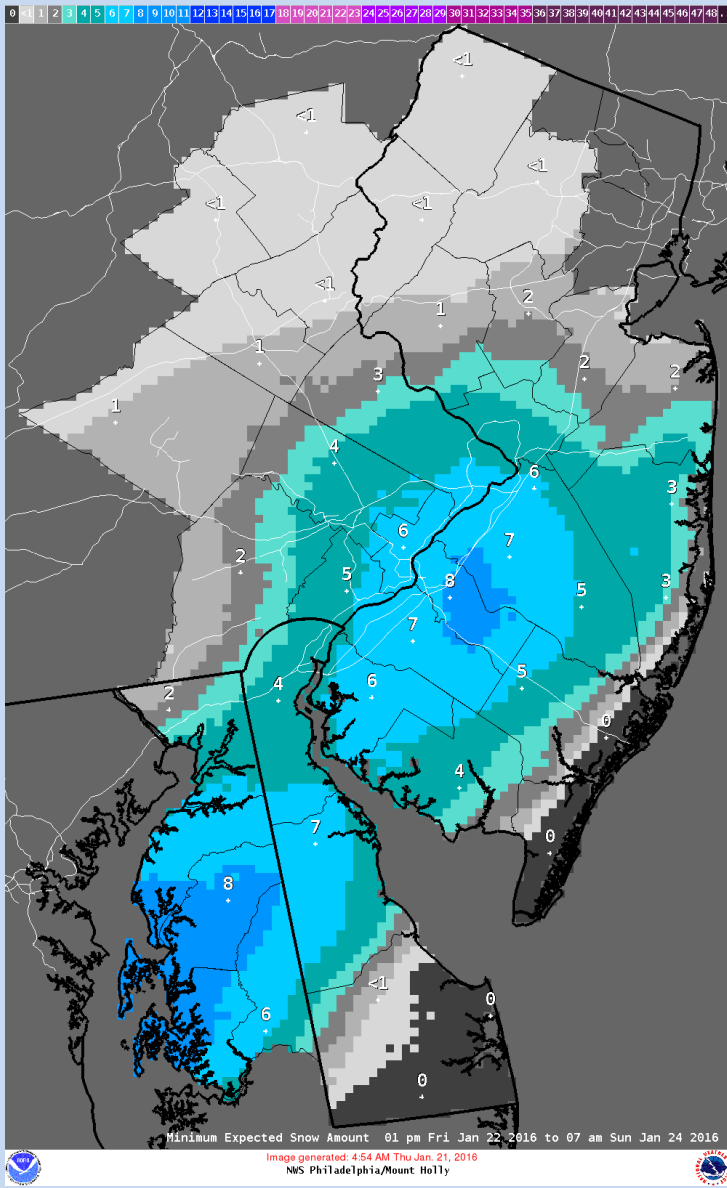 0 <1 1 2 3 4 5 6 7 8 9 10 11 12 13 14 15 16 17 18 19 20 21 22 23 24 25 26 27 28 29 30 31 32 33 34 35 36 37 38 39 40 41 42 43 44 45 46 47 48.
<1
<1
<1
<1 <1
<1
1 2
1 3 2 2
1
4
6 3
6 7
2 5 8 5 3
7
2 4 6 5
0
4
7 0
8
<1 0
6
0
Minimum Expected Snow Amount 01 pm Fri Jan 22 2016 to 07 am Sun Jan 24 2016
Image generated: 4:54 AM Thu Jan. 21, 2016
NWS Philadelphia/Mount Holly
NOAA